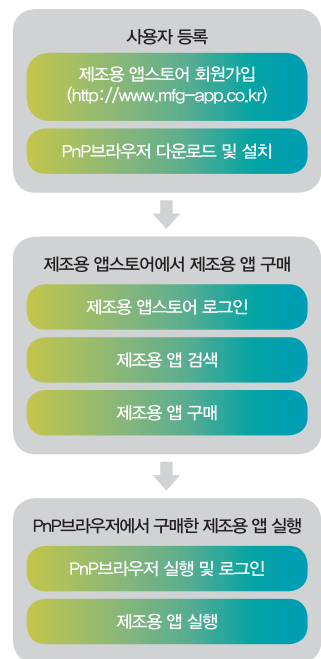 사용자 등록
제조용 앱스토어 회원가입
(http://www.mfg-app.co.kr)
PnP브라우저 다운로드 및 설치
제조용 앱스토어에서 제조용 앱 구매
제조용 앱스토어 로그인
제조용 앱 검색
제조용 앱 구매
PnP브라우저에서 구매한 제조용 앱 실행
PnP브라우저 실행 및 로그인
제조용 앱 실행